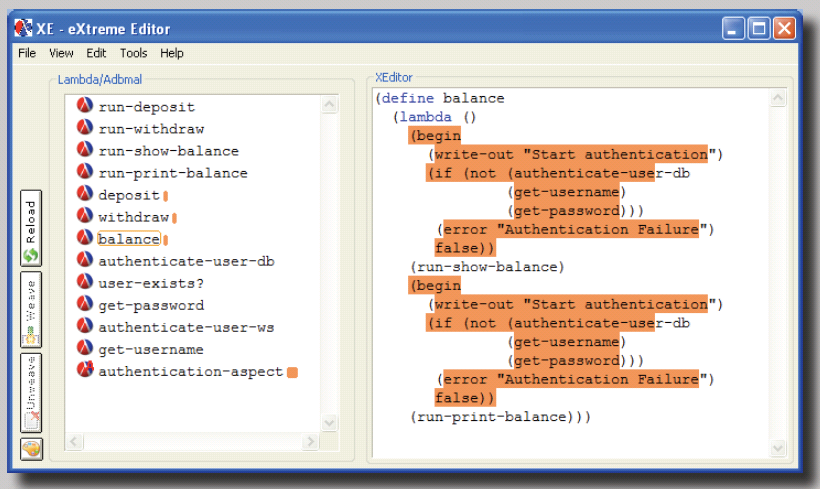 XE - eXtreme Editor
File View Edit Tools Help
Lambda/Adbmal
run-deposit
run-withdraw
run-show-balance
run-print-balance
deposit
withdraw
balance
authenticate-user-db
user-exists?
get-password
authenticate-user-ws
get-username
authentication-aspect
Reload
Weave
Unweave
XEditor
(define balance
(lambda ()
(begin
(write-out "Start authentication")
(if (not (authenticate-user-db
(get-username)
(get-password)))
(error "Authentication Failure")
false))
(run-show-balance)
(begin
(write-out "Start authentication")
(if (not (authenticate-user-db
(get-username)
(get-password)))
(error "Authentication Failure")
false))
(run-print-balance)))